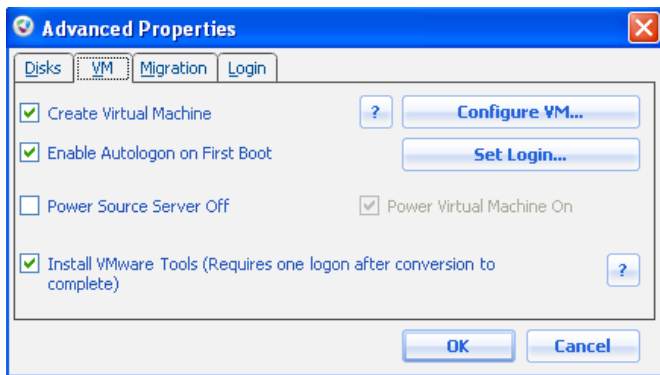 Advanced Properties
Disks VM Migration Login
Create Virtual Machine ? Configure VM...
Enable Autologon on First Boot Set Login...
Power Source Server Off Power Virtual Machine On
Install VMware Tools (Requires one logon after conversion to
complete) ?
OK Cancel